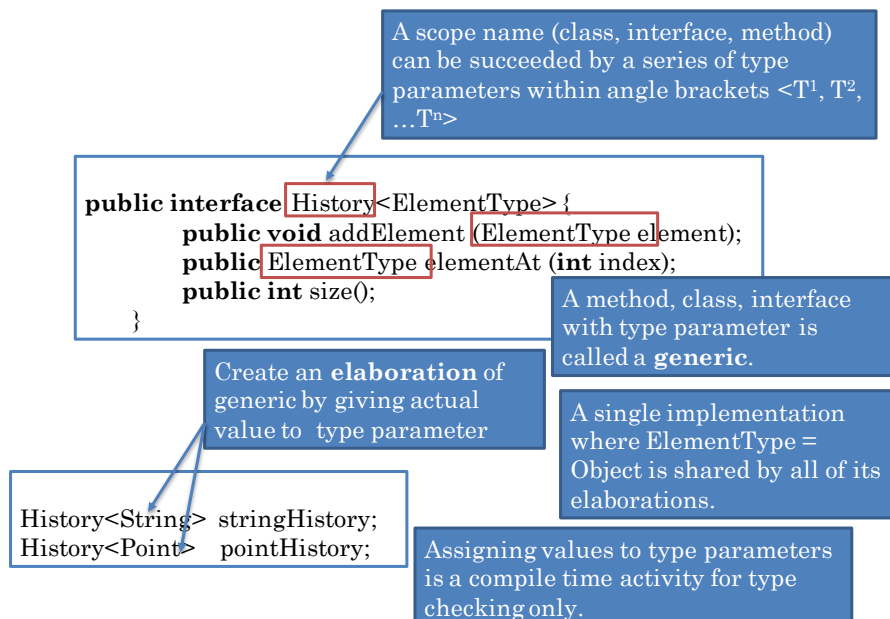 A scope name (class, interface, method)
can be succeeded by a series of type
parameters within angle brackets <T¹, T²,
…Tⁿ>
public interface History<ElementType> {
public void addElement (ElementType element);
public ElementType elementAt (int index);
public int size();
}
A method, class, interface
with type parameter is
called a generic.
Create an elaboration of
generic by giving actual
value to type parameter
A single implementation
where ElementType =
Object is shared by all of its
elaborations.
History<String> stringHistory;
History<Point> pointHistory;
Assigning values to type parameters
is a compile time activity for type
checking only.